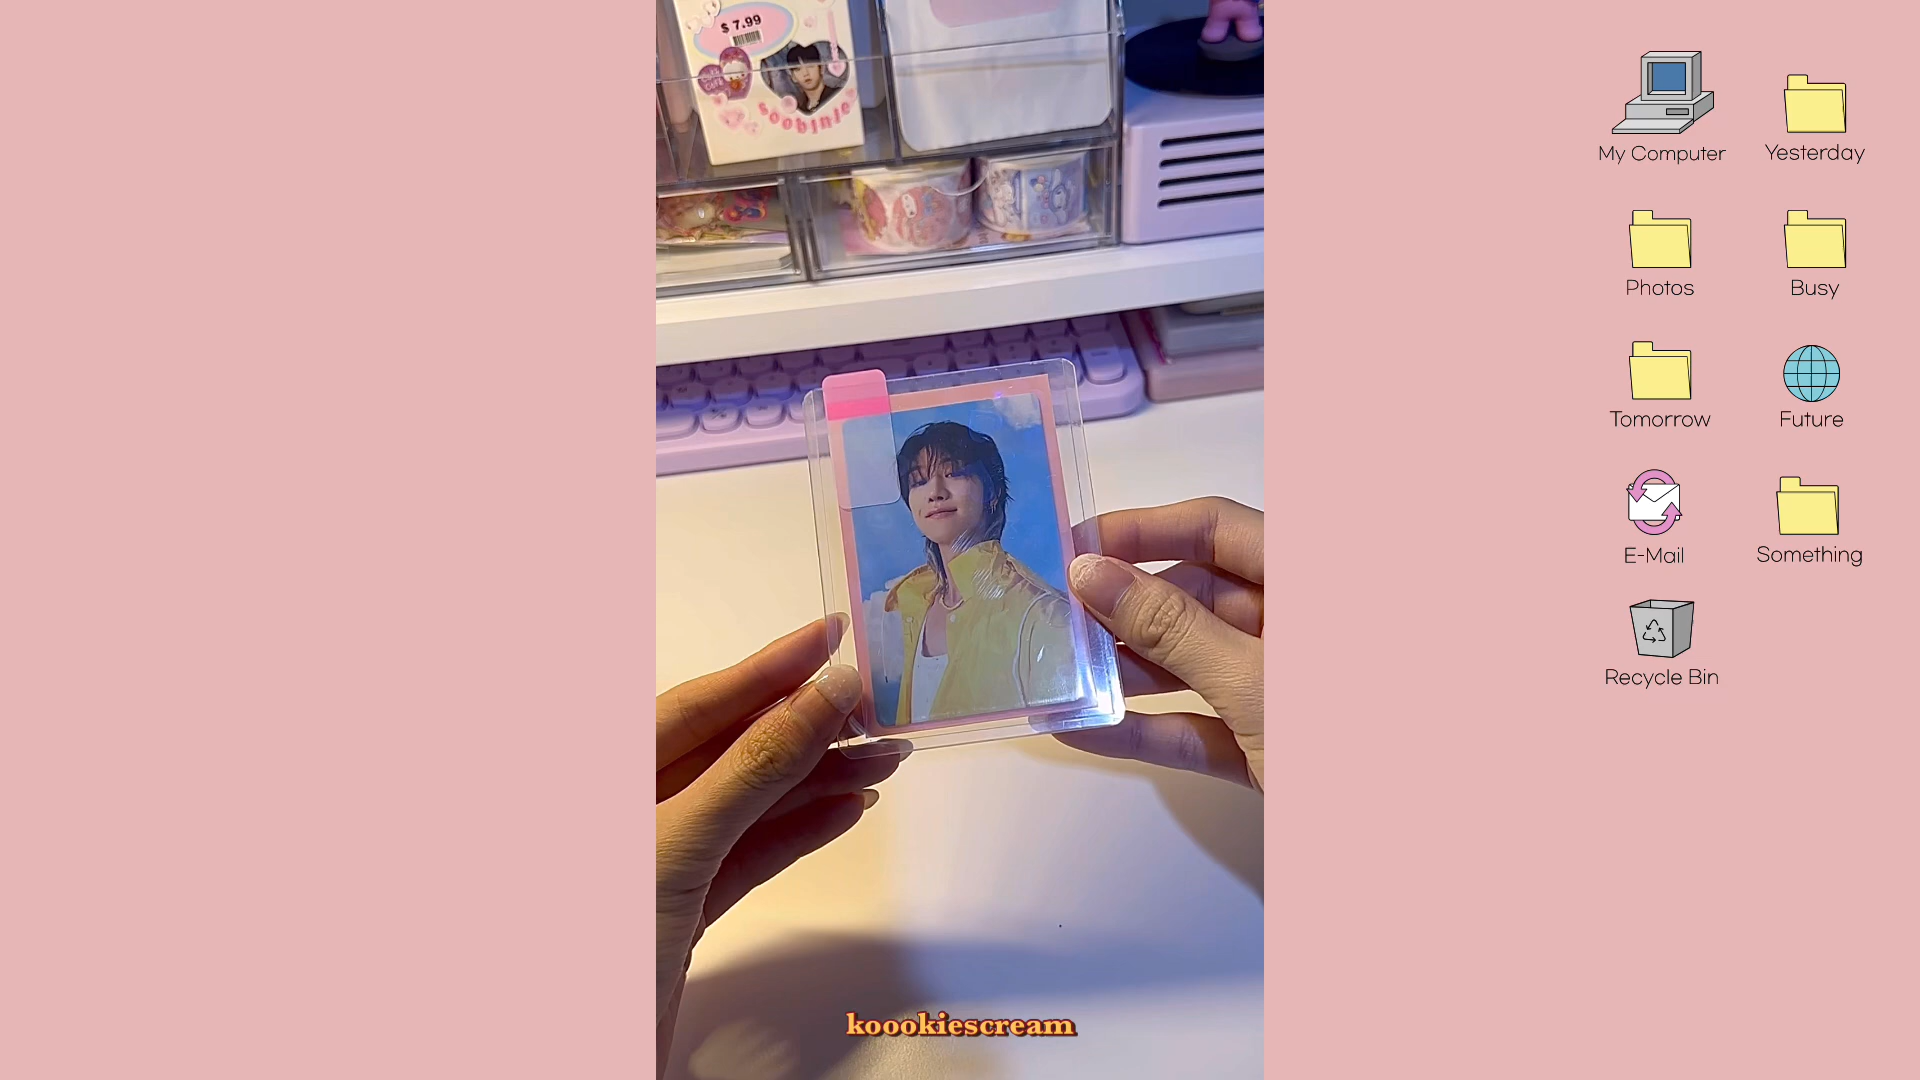 $ 7.99
soobinie
koookiescream
My Computer
Yesterday
Photos
Busy
Tomorrow
Future
E-Mail
Something
Recycle Bin